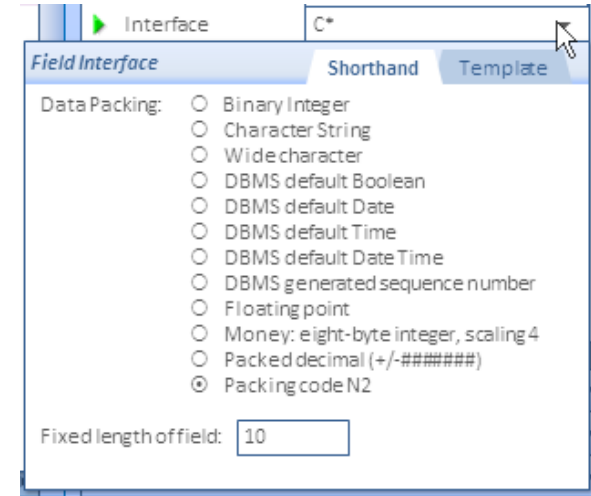 Interface C*
Field Interface Shorthand Template
Data Packing: Binary Integer
Character String
Wide character
DBMS default Boolean
DBMS default Date
DBMS default Time
DBMS default Date Time
DBMS generated sequence number
Floating point
Money: eight-byte integer, scaling 4
Packed decimal (+/-#######)
Packing code N2
Fixed length of field: 10